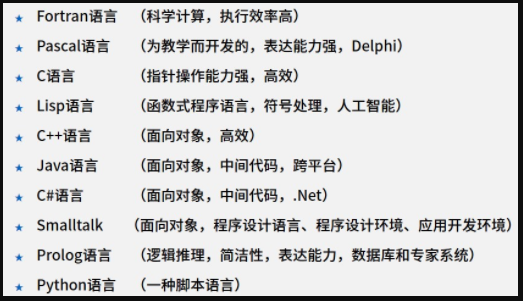 ★ Fortran语言 （科学计算，执行效率高）
★ Pascal语言 （为教学而开发的，表达能力强，Delphi）
★ C语言 （指针操作能力强，高效）
★ Lisp语言 （函数式程序语言，符号处理，人工智能）
★ C++语言 （面向对象，高效）
★ Java语言 （面向对象，中间代码，跨平台）
★ C#语言 （面向对象，中间代码，.Net）
★ Smalltalk （面向对象，程序设计语言、程序设计环境、应用开发环境）
★ Prolog语言 （逻辑推理，简洁性，表达能力，数据库和专家系统）
★ Python语言 （一种脚本语言）